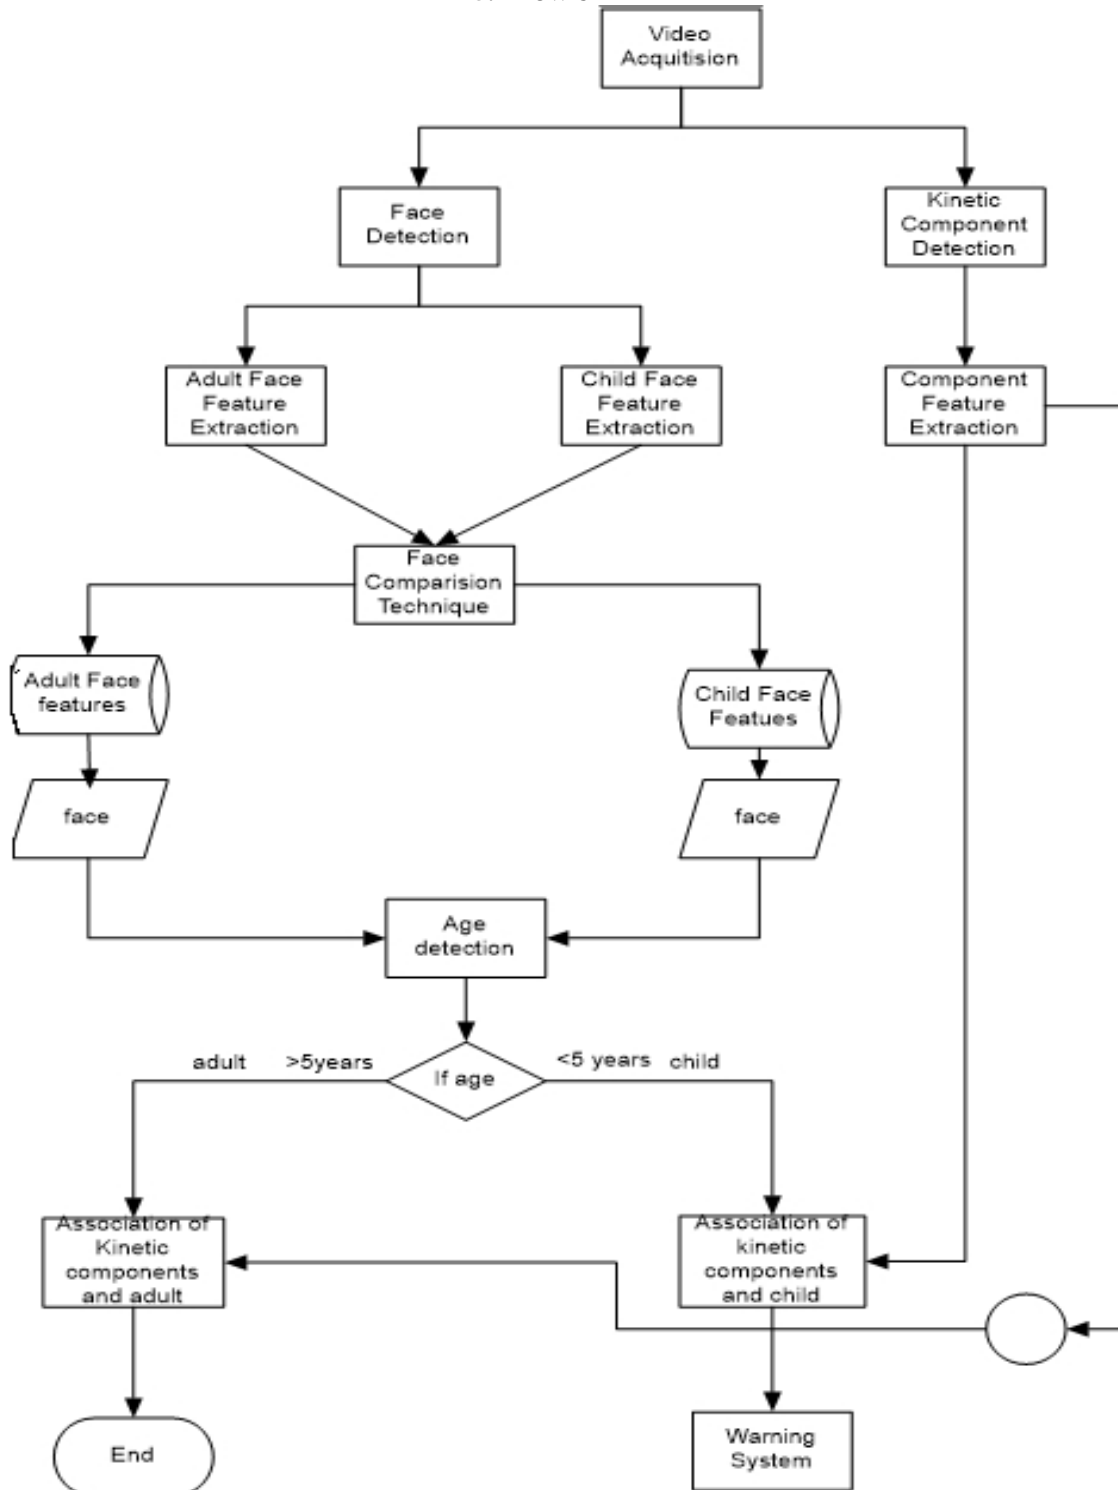 Video
Acquitision
Face
Detection
Kinetic
Component
Detection
Adult Face
Feature
Extraction
Child Face
Feature
Extraction
Component
Feature
Extraction
Face
Comparision
Technique
Adult Face
features
Child Face
Featues
face
face
Age
detection
adult >5years
If age
<5 years child
Association of
Kinetic
components
and adult
Association of
kinetic
components
and child
End
Warning
System